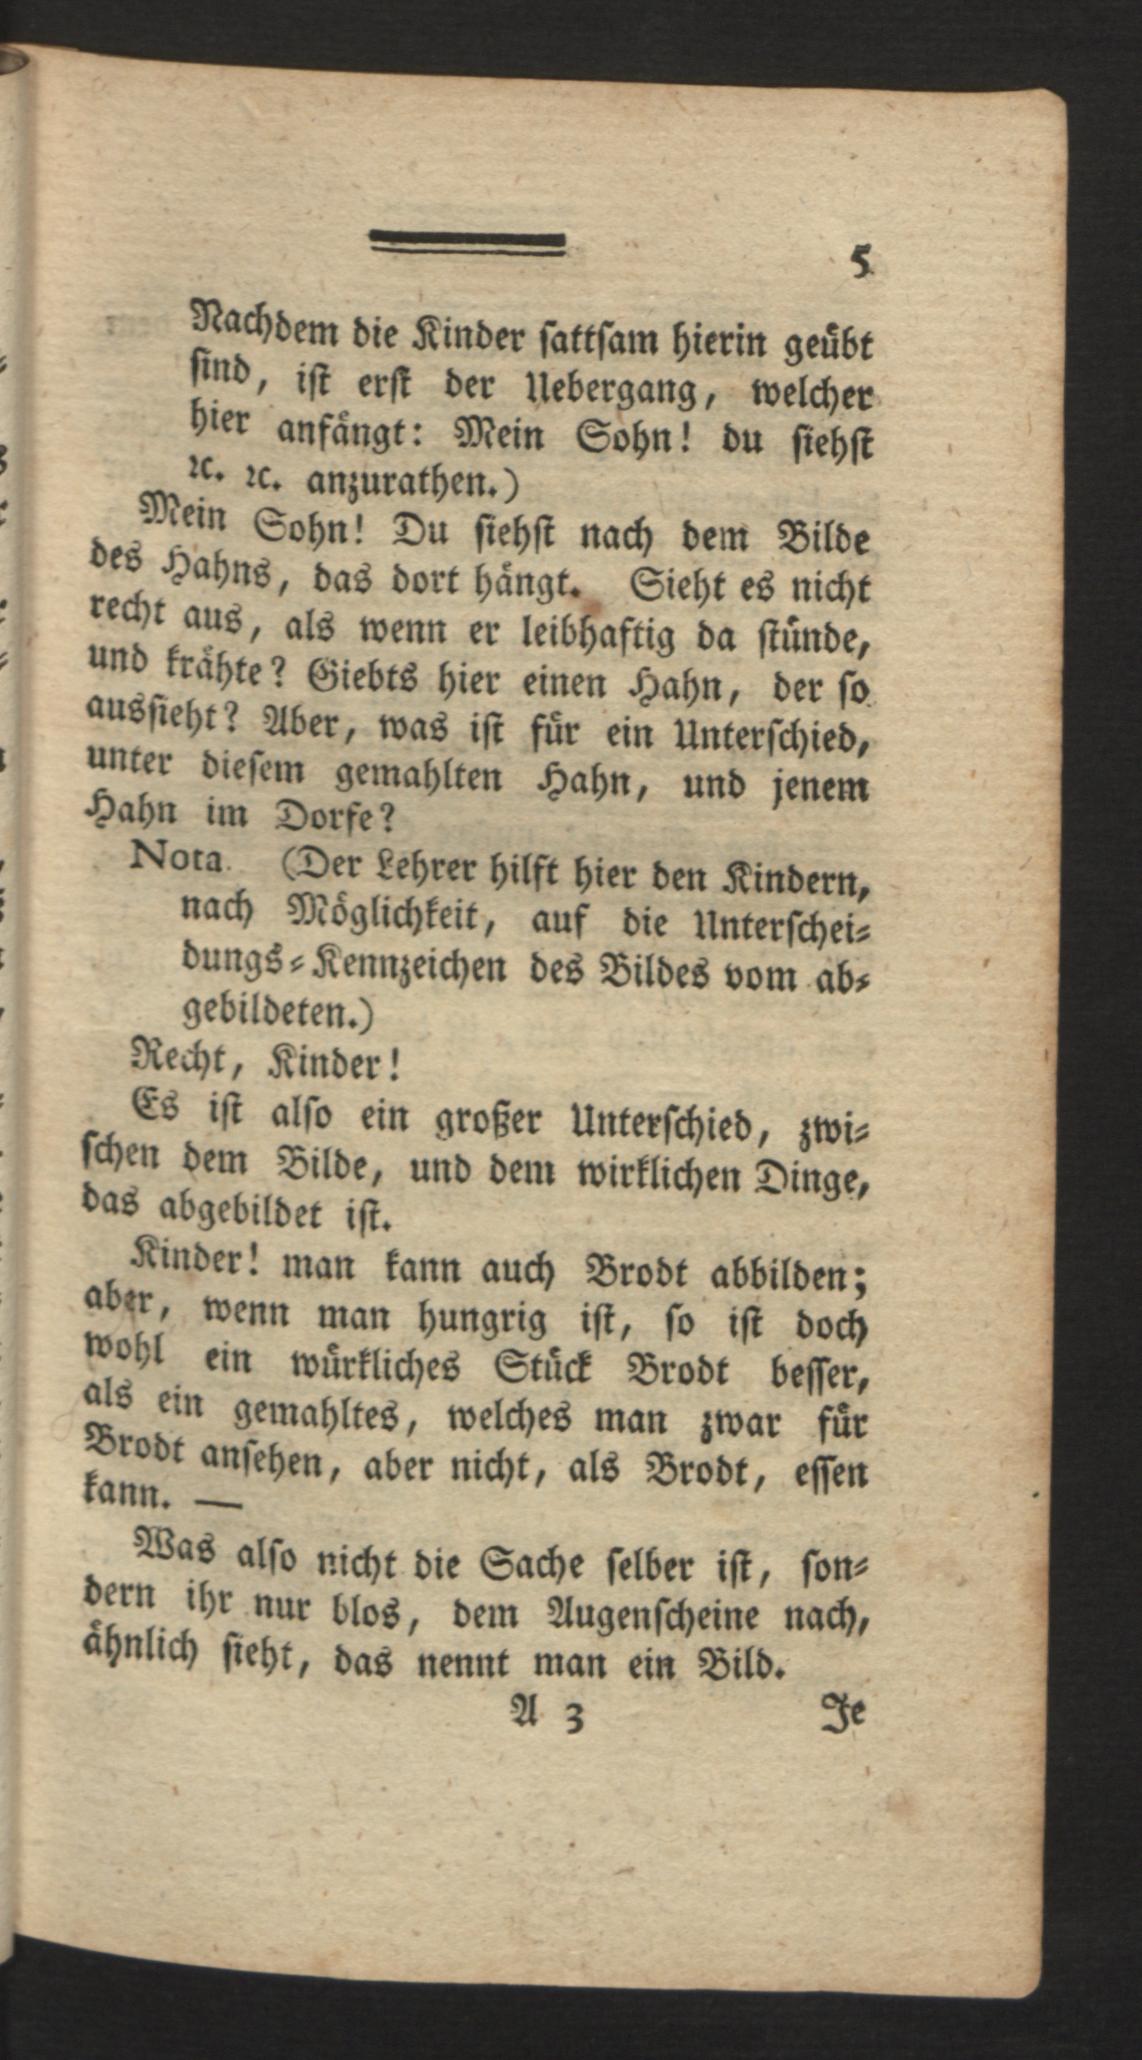 5
Nachdem die Kinder sattsam hierin geübt
sind, ist erst der Uebergang, welcher
hier anfängt: Mein Sohn! du siehst
ꝛc. ꝛc. anzurathen.)
Mein Sohn! Du siehst nach dem Bilde
des Hahns, das dort hängt. Sieht es nicht
recht aus, als wenn er leibhaftig da stünde,
und krähte? Giebts hier einen Hahn, der so
aussieht? Aber, was ist für ein Unterschied,
unter diesem gemahlten Hahn, und jenem
Hahn im Dorfe?
Nota. (Der Lehrer hilft hier den Kindern,
nach Möglichkeit, auf die Unterschei-
dungs-Kennzeichen des Bildes vom ab-
gebildeten.)
Recht, Kinder!
Es ist also ein großer Unterschied, zwi-
schen dem Bilde, und dem wirklichen Dinge,
das abgebildet ist.
Kinder! man kann auch Brodt abbilden;
aber, wenn man hungrig ist, so ist doch
wohl ein würkliches Stück Brodt besser,
als ein gemahltes, welches man zwar für
Brodt ansehen, aber nicht, als Brodt, essen
kann. —
Was also nicht die Sache selber ist, son-
dern ihr nur blos, dem Augenscheine nach,
ähnlich sieht, das nennt man ein Bild.
A 3 Je